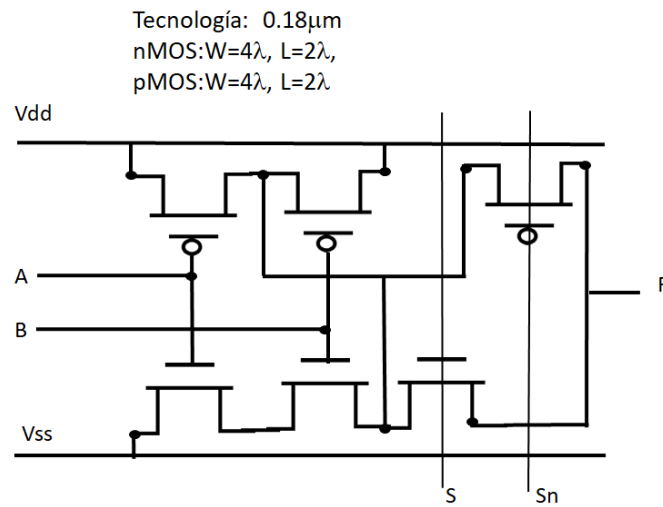 Tecnología: 0.18μm
nMOS:W=4λ, L=2λ,
pMOS:W=4λ, L=2λ
Vdd
A
F
B
Vss
S
Sn